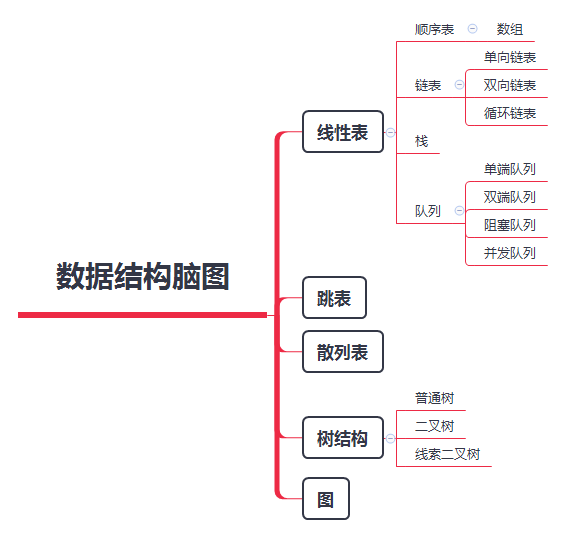 数据结构脑图
线性表
顺序表
数组
链表
单向链表
双向链表
循环链表
栈
队列
单端队列
双端队列
阻塞队列
并发队列
跳表
散列表
树结构
普通树
二叉树
线索二叉树
图